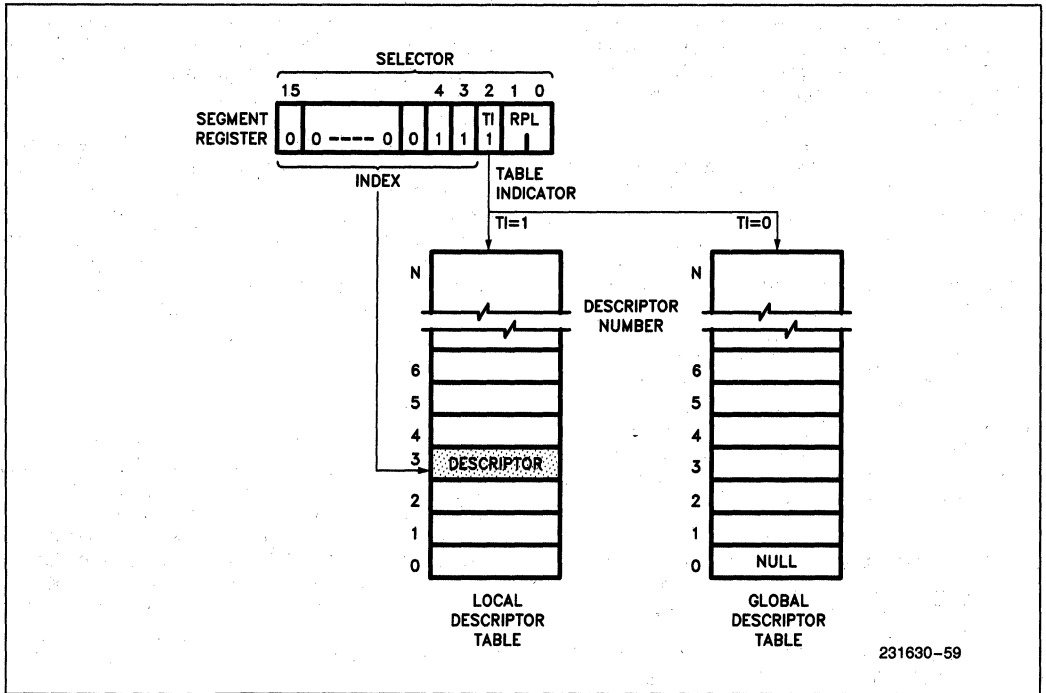 SELECTOR
15 4 3 2 1 0
SEGMENT REGISTER
TI RPL
0 0 ---- 0 0 1 1 1
INDEX
TABLE INDICATOR
TI=1 TI=0
N N
DESCRIPTOR NUMBER
6 6
5 5
4 4
3 DESCRIPTOR 3
2 2
1 1
0 0 NULL
LOCAL DESCRIPTOR TABLE
GLOBAL DESCRIPTOR TABLE
231630-59